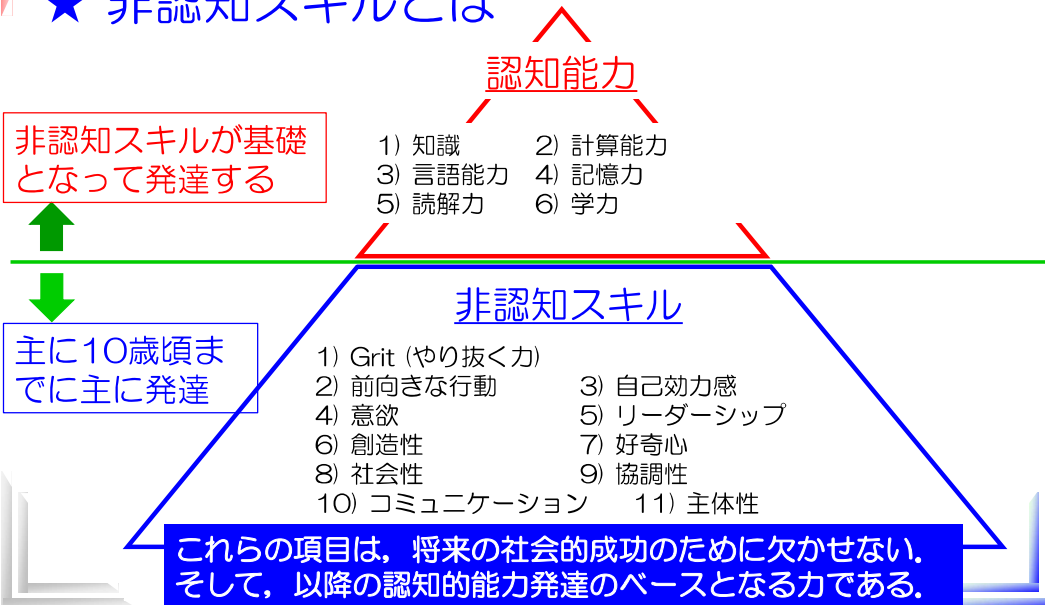 ★ 非認知スキルとは
認知能力
非認知スキルが基礎
となって発達する
1) 知識 2) 計算能力
3) 言語能力 4) 記憶力
5) 読解力 6) 学力
主に10歳頃ま
でに主に発達
非認知スキル
1) Grit (やり抜く力)
2) 前向きな行動 3) 自己効力感
4) 意欲 5) リーダーシップ
6) 創造性 7) 好奇心
8) 社会性 9) 協調性
10) コミュニケーション 11) 主体性
これらの項目は，将来の社会的成功のために欠かせない．
そして，以降の認知的能力発達のベースとなる力である．